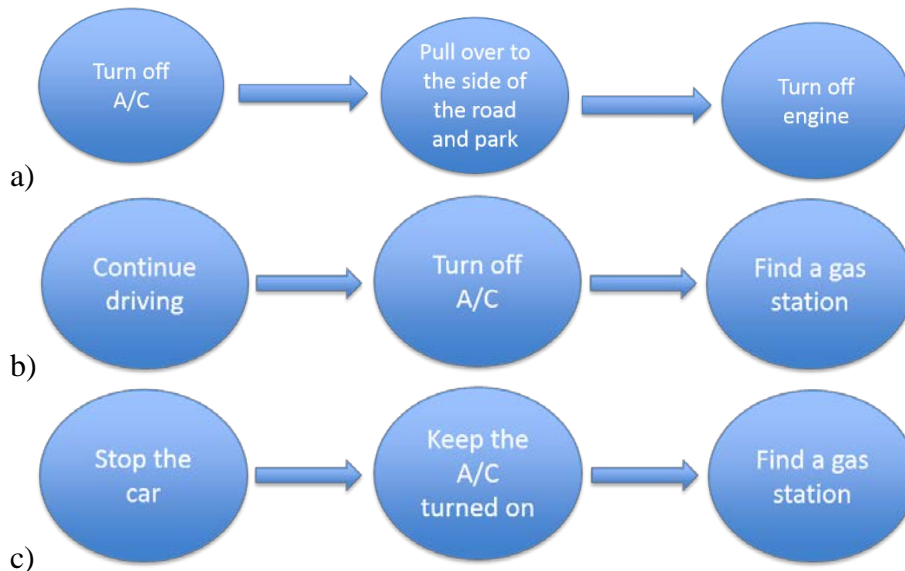 Turn off
A/C
Pull over to
the side of
the road
and park
Turn off
engine
a)
Continue
driving
Turn off
A/C
Find a gas
station
b)
Stop the
car
Keep the
A/C
turned on
Find a gas
station
c)